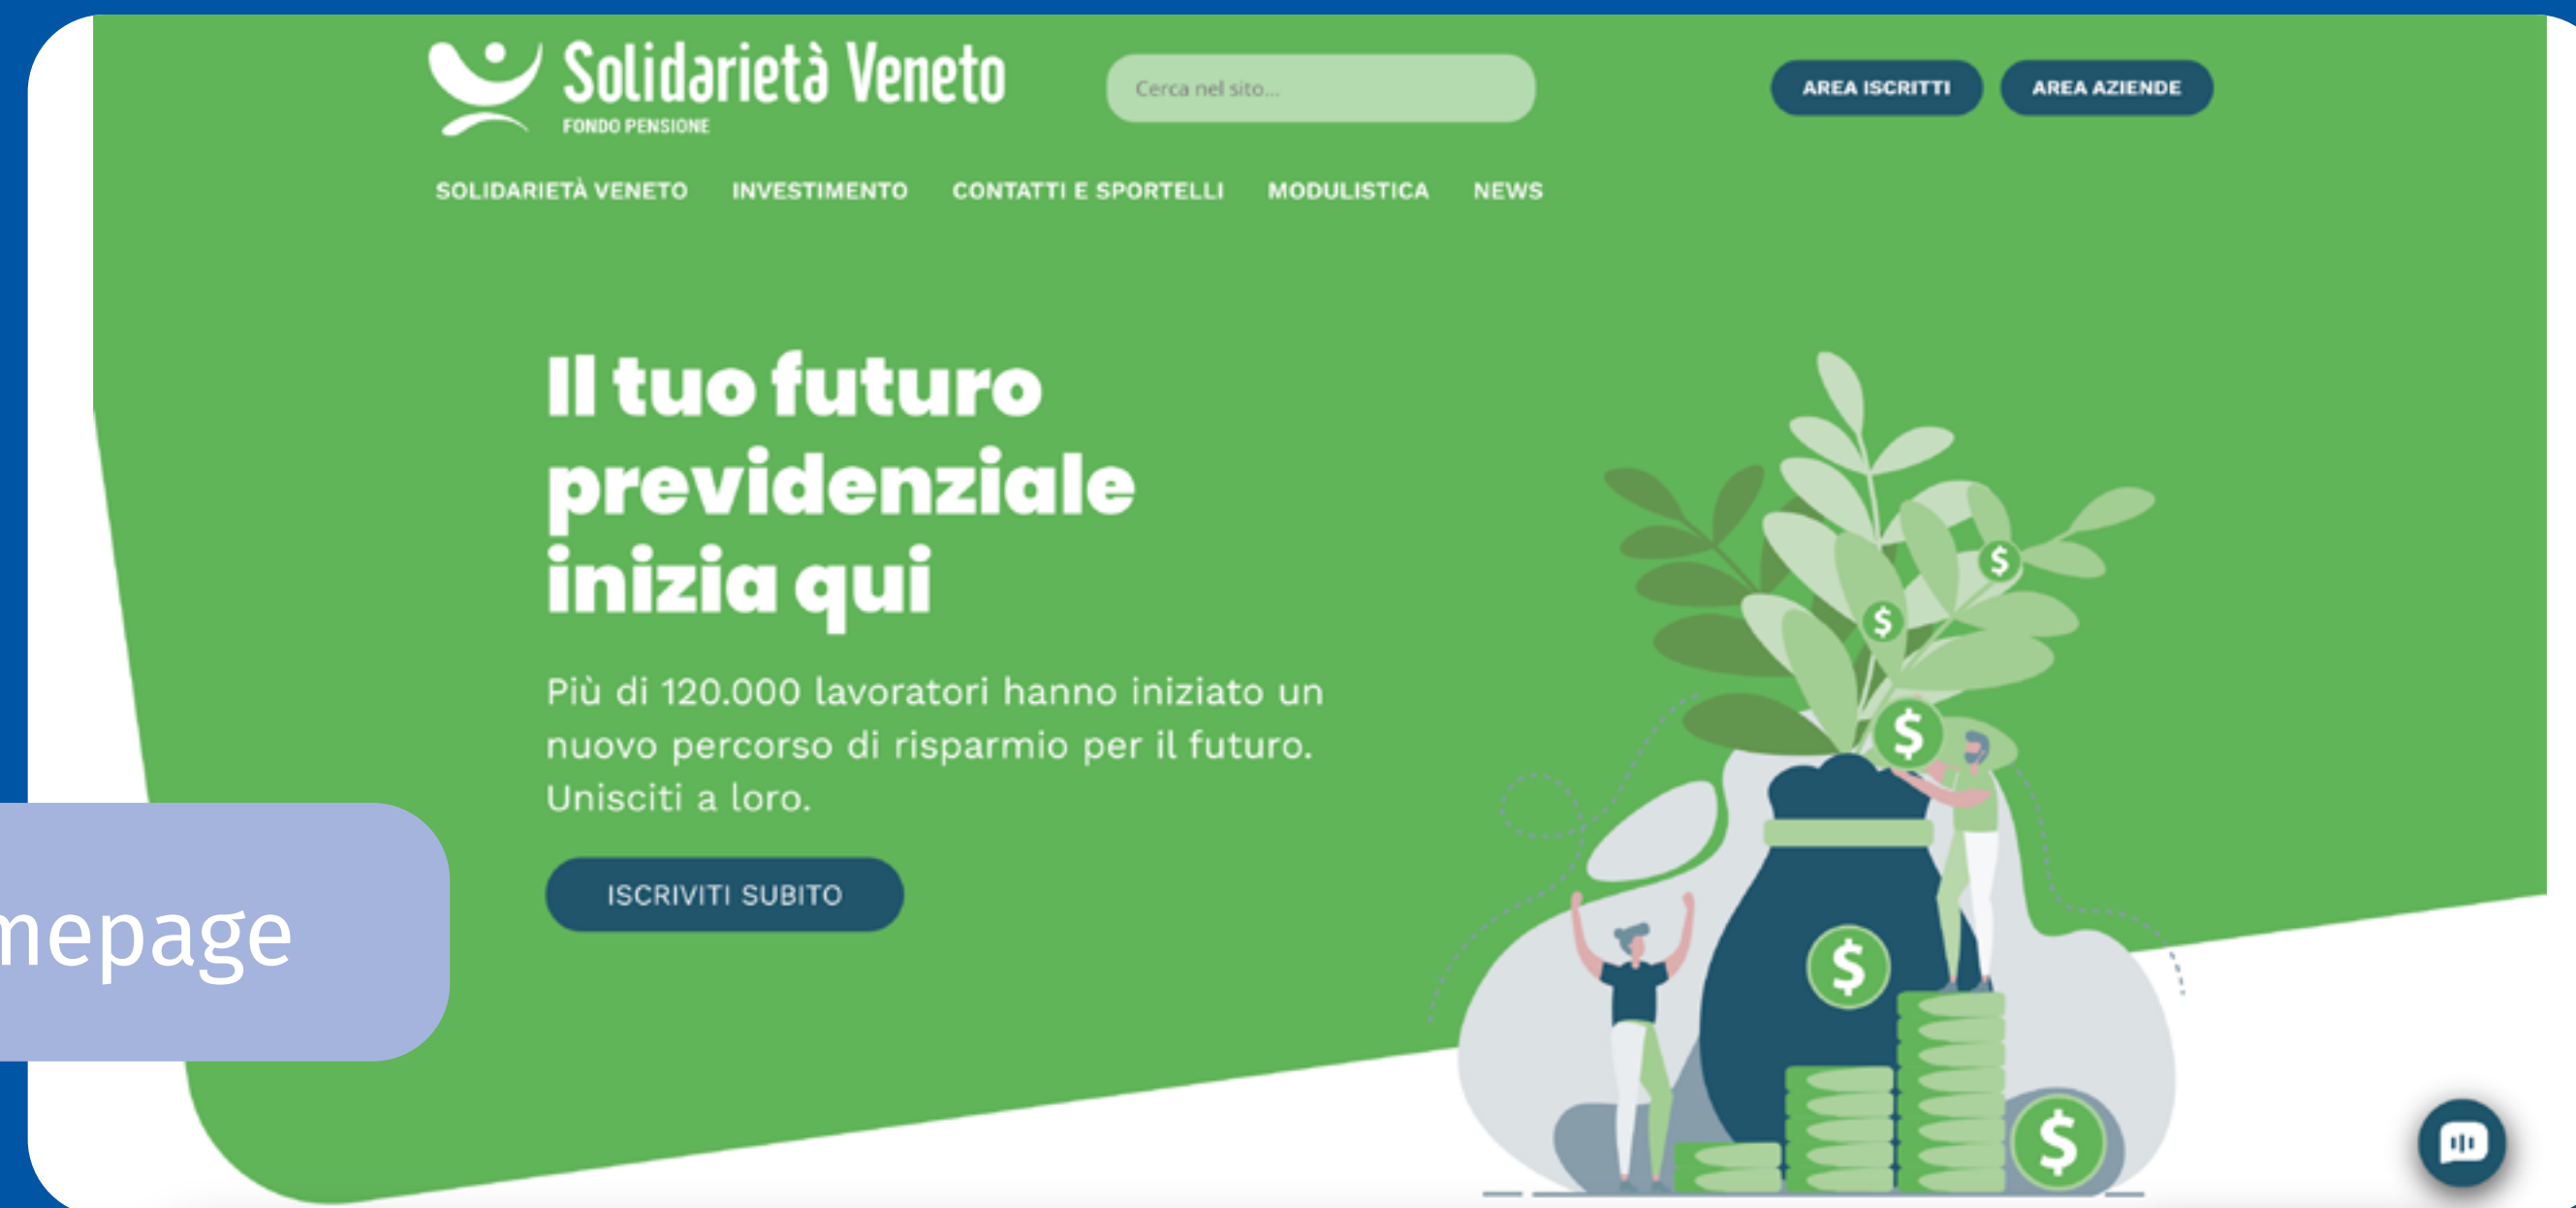 Solidarietà Veneto
FONDO PENSIONE
Cerca nel sito...
AREA ISCRITTI
AREA AZIENDE
SOLIDARIETÀ VENETO INVESTIMENTO CONTATTI E SPORTELLI MODULISTICA NEWS
Il tuo futuro
previdenziale
inizia qui
Più di 120.000 lavoratori hanno iniziato un
nuovo percorso di risparmio per il futuro.
Unisciti a loro.
ISCRIVITI SUBITO
mepage
$
$
$
$
$